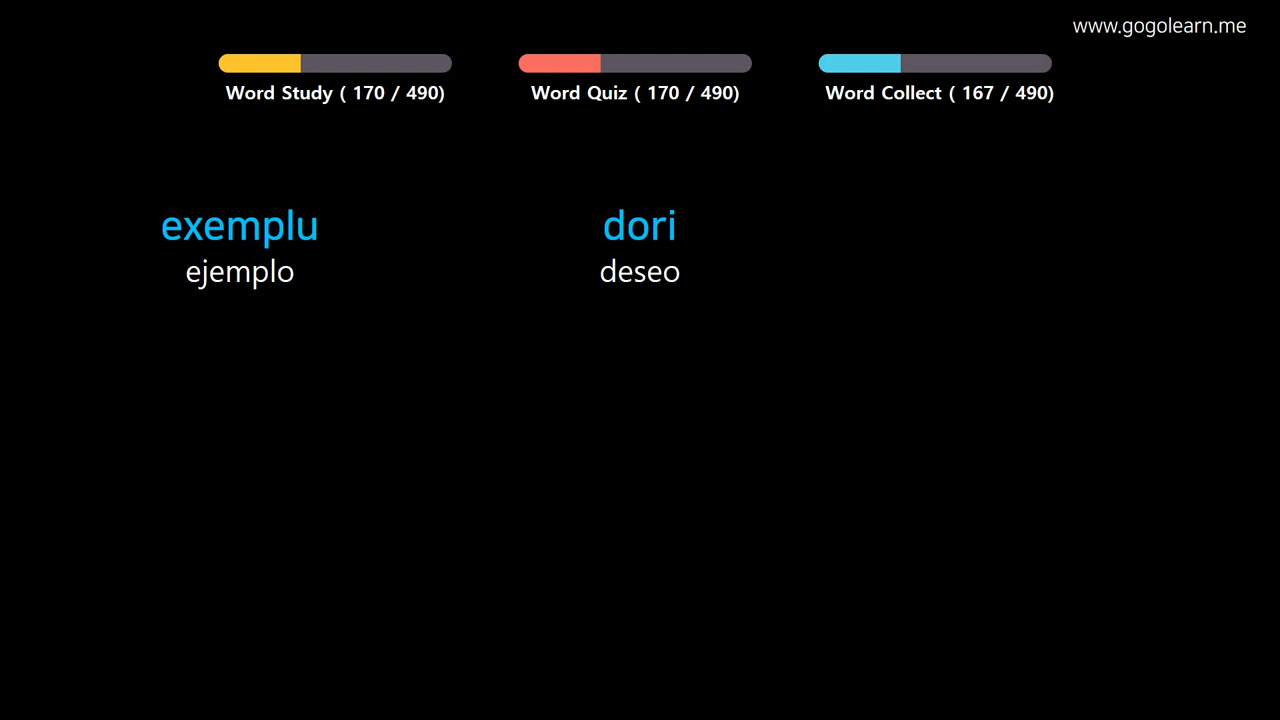 www.gogolearn.me
Word Study ( 170 / 490)
Word Quiz ( 170 / 490)
Word Collect ( 167 / 490)
exemplu
ejemplo
dori
deseo